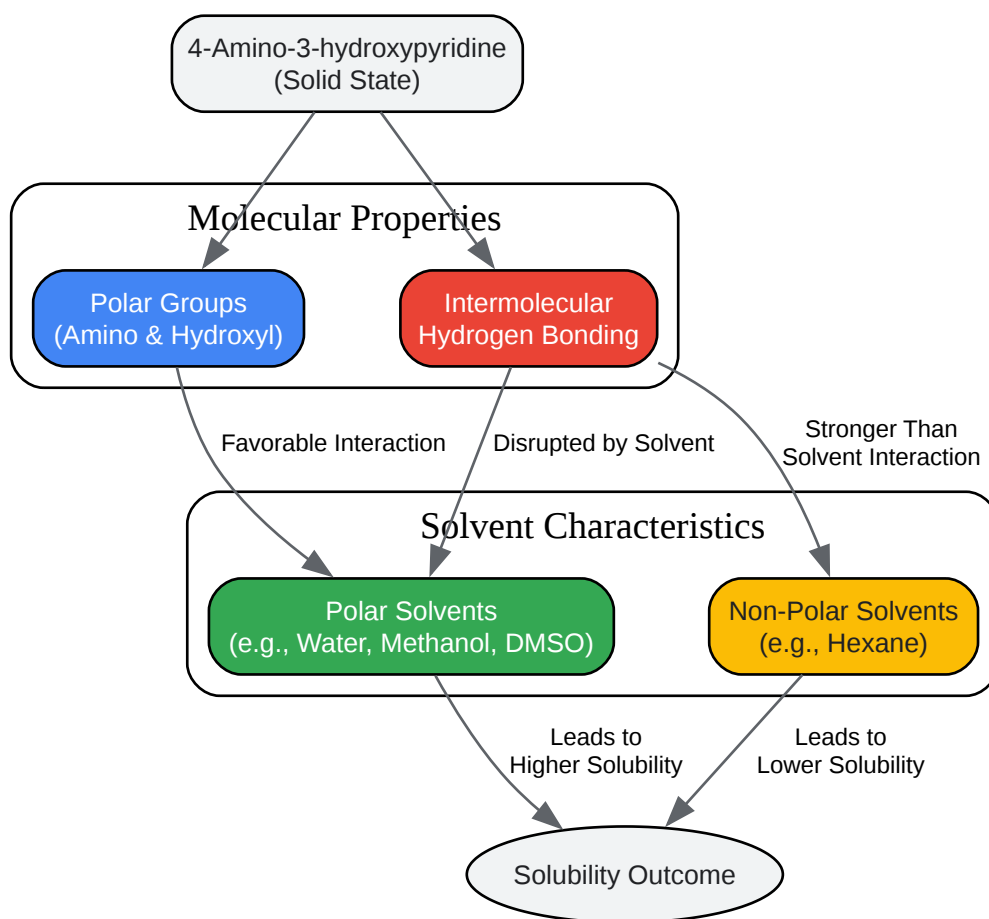 4-Amino-3-hydroxypyridine
(Solid State)
Molecular Properties
Polar Groups
(Amino & Hydroxyl)
Intermolecular
Hydrogen Bonding
Favorable Interaction
Disrupted by Solvent
Stronger Than
Solvent Interaction
Solvent Characteristics
Polar Solvents
(e.g., Water, Methanol, DMSO)
Non-Polar Solvents
(e.g., Hexane)
Leads to
Higher Solubility
Leads to
Lower Solubility
Solubility Outcome